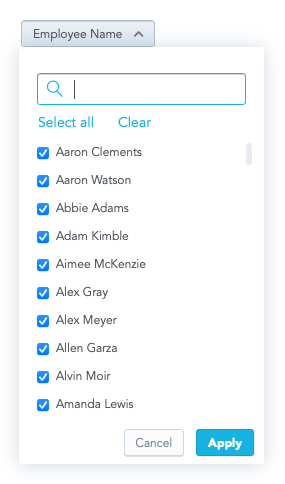 Employee Name
Select all Clear
Aaron Clements
Aaron Watson
Abbie Adams
Adam Kimble
Aimee McKenzie
Alex Gray
Alex Meyer
Allen Garza
Alvin Moir
Amanda Lewis
Cancel Apply